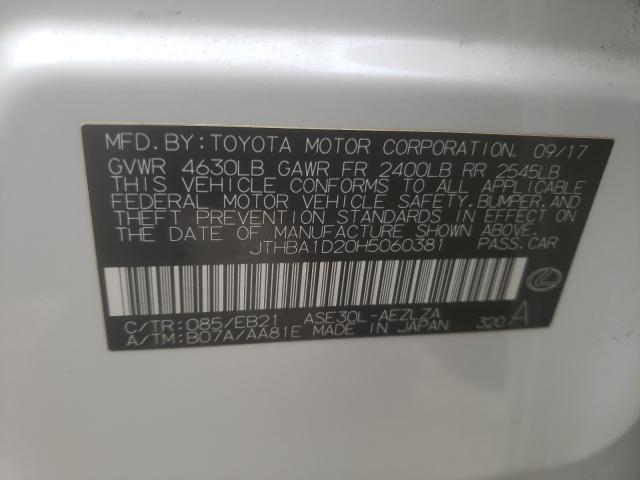 MFD. BY: TOYOTA MOTOR CORPORATION 09/17
GVWR 4630LB GAWR FR 2400LB RR 2545LB
THIS VEHICLE CONFORMS TO ALL APPLICABLE
FEDERAL MOTOR VEHICLE SAFETY, BUMPER, AND
THEFT PREVENTION STANDARDS IN EFFECT ON
THE DATE OF MANUFACTURE SHOWN ABOVE.
JTHBA1D20H5060381 PASS. CAR
C/TR: 085/EB21 ASE30L-AEZLZA
A/TM: B07A/AA81E MADE IN JAPAN 320 A